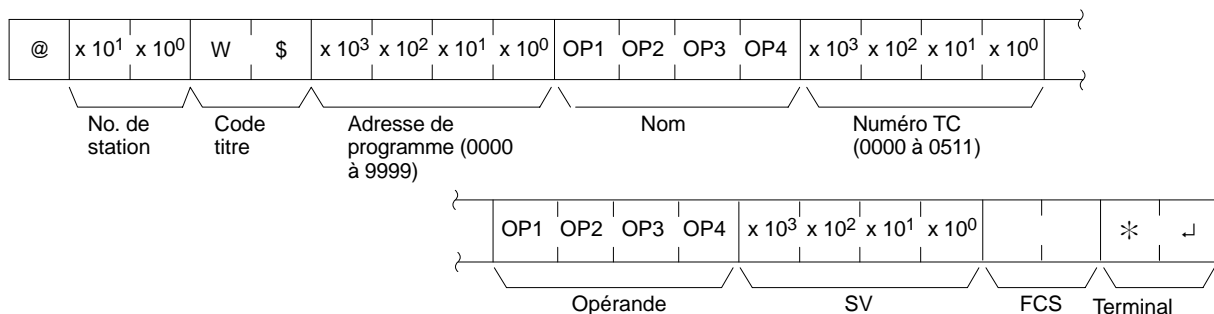 @ x 10¹ x 10⁰ W $ x 10³ x 10² x 10¹ x 10⁰ OP1 OP2 OP3 OP4 x 10³ x 10² x 10¹ x 10⁰
No. de station
Code titre
Adresse de programme (0000 à 9999)
Nom
Numéro TC (0000 à 0511)
OP1 OP2 OP3 OP4 x 10³ x 10² x 10¹ x 10⁰ * ↵
Opérande SV FCS Terminal